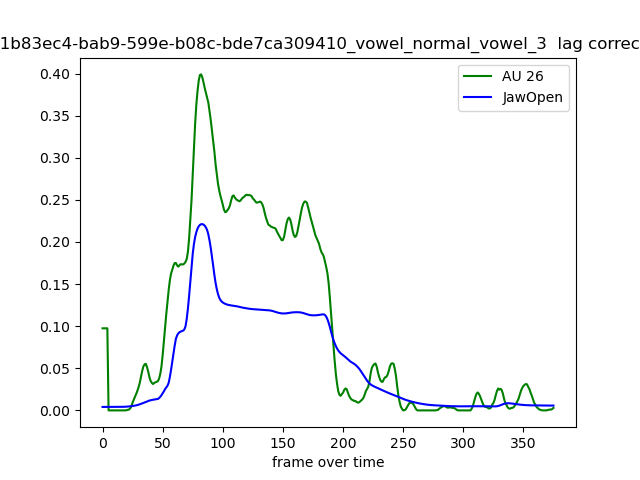 1b83ec4-bab9-599e-b08c-bde7ca309410_vowel_normal_vowel_3 lag correc
AU 26
JawOpen
0.40
0.35
0.30
0.25
0.20
0.15
0.10
0.05
0.00
0 50 100 150 200 250 300 350
frame over time